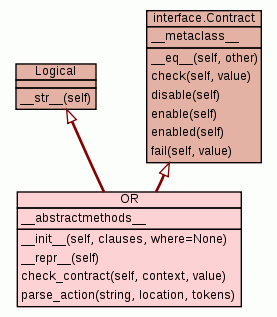 interface.Contract
__metaclass__
__eq__(self, other)
check(self, value)
disable(self)
enable(self)
enabled(self)
fail(self, value)
Logical
__str__(self)
OR
__abstractmethods__
__init__(self, clauses, where=None)
__repr__(self)
check_contract(self, context, value)
parse_action(string, location, tokens)